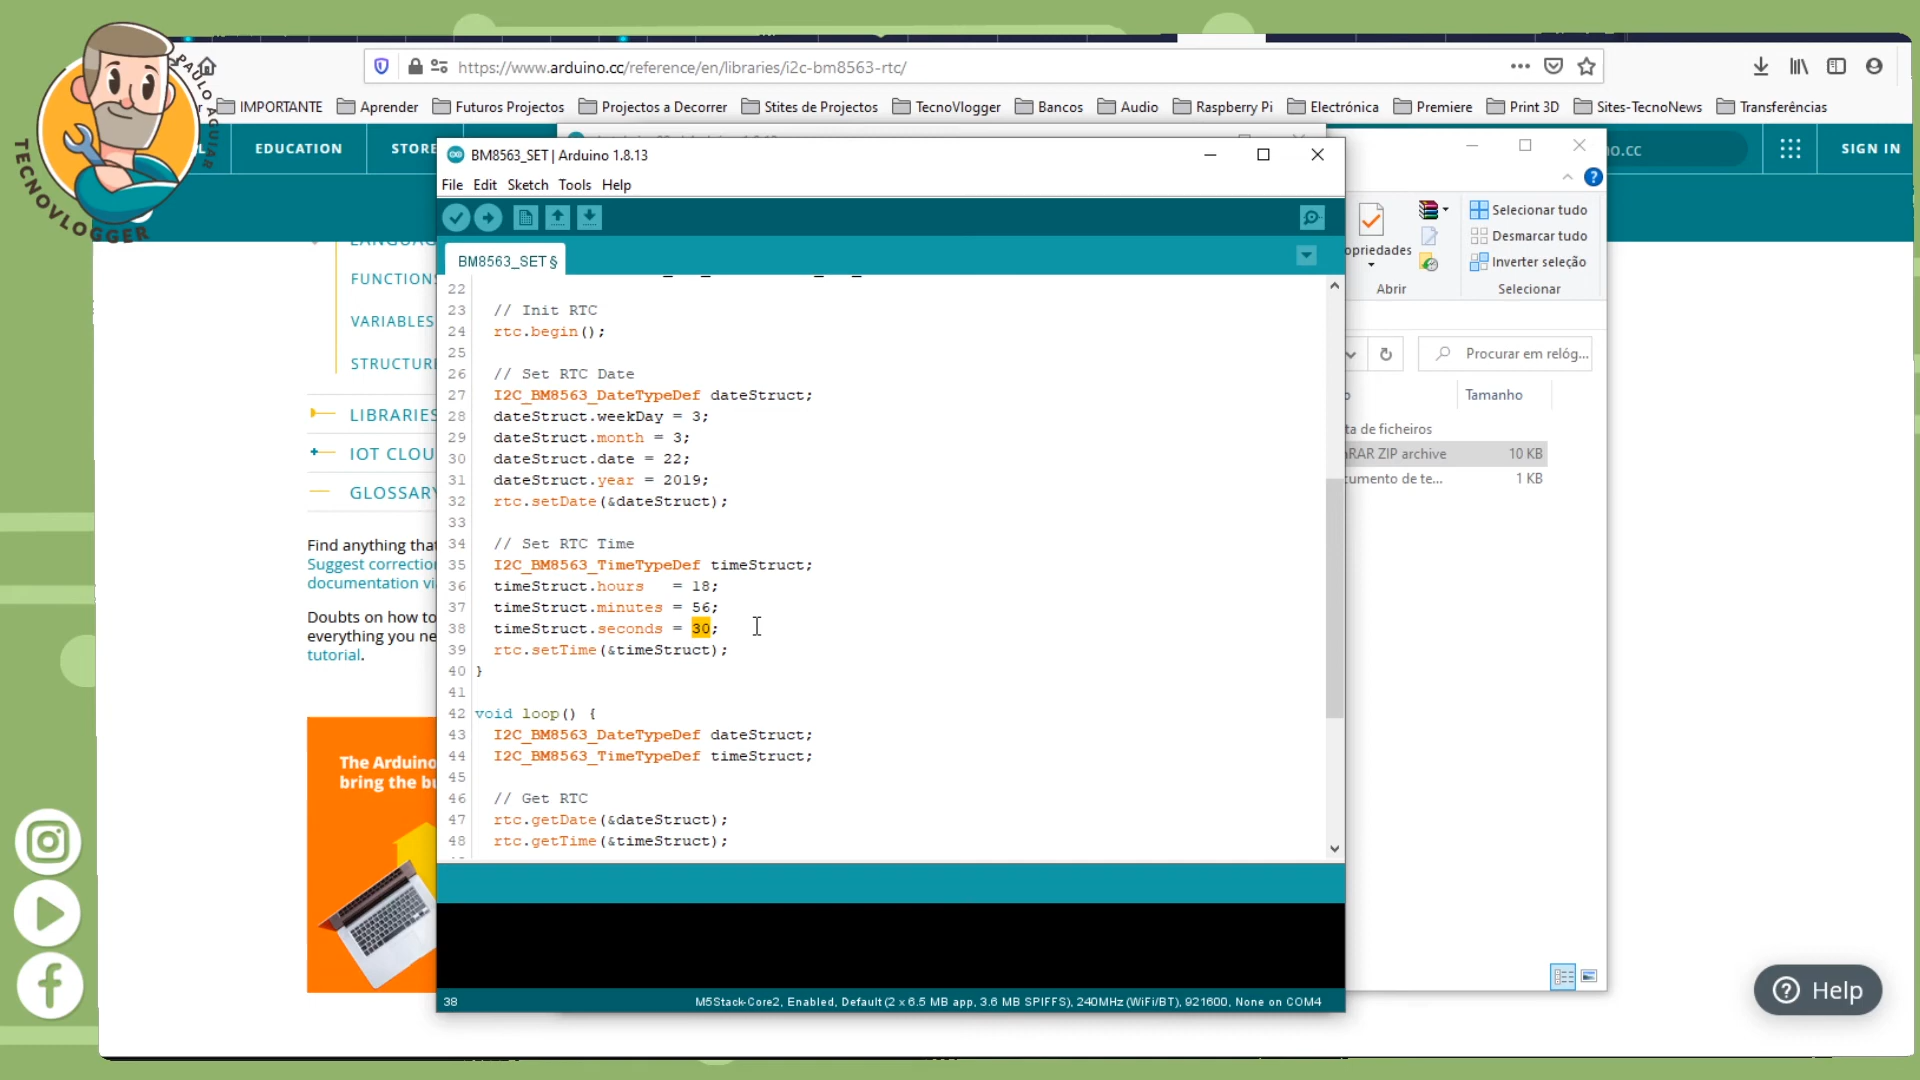 PAULO AGUIAR
TECNOVLOGGER
https://www.arduino.cc/reference/en/libraries/i2c-bm8563-rtc/
IMPORTANTE Aprender Futuros Projectos Projectos a Decorrer Stites de Projectos TecnoVlogger Bancos Audio Raspberry Pi Electrónica Premiere Print 3D Sites-TecnoNews Transferências
EDUCATION STORE SIGN IN
BM8563_SET | Arduino 1.8.13
File Edit Sketch Tools Help
BM8563_SET §
22
23 // Init RTC
24 rtc.begin();
25
26 // Set RTC Date
27 I2C_BM8563_DateTypeDef dateStruct;
28 dateStruct.weekDay = 3;
29 dateStruct.month = 3;
30 dateStruct.date = 22;
31 dateStruct.year = 2019;
32 rtc.setDate(&dateStruct);
33
34 // Set RTC Time
35 I2C_BM8563_TimeTypeDef timeStruct;
36 timeStruct.hours   = 18;
37 timeStruct.minutes = 56;
38 timeStruct.seconds = 30;
39 rtc.setTime(&timeStruct);
40 }
41
42 void loop() {
43 I2C_BM8563_DateTypeDef dateStruct;
44 I2C_BM8563_TimeTypeDef timeStruct;
45
46 // Get RTC
47 rtc.getDate(&dateStruct);
48 rtc.getTime(&timeStruct);
38 M5Stack-Core2, Enabled, Default (2 x 6.5 MB app, 3.6 MB SPIFFS), 240MHz (WiFi/BT), 921600, None on COM4
FUNCTIONS
VARIABLES
STRUCTURE
LIBRARIES
IOT CLOU
GLOSSARY
Find anything that
Suggest correction
documentation vi
Doubts on how to
everything you ne
tutorial.
The Arduino
bring the bu
o.cc
opriedades
Abrir
Selecionar tudo
Desmarcar tudo
Inverter seleção
Selecionar
Procurar em relóg...
Tamanho
ta de ficheiros
RAR ZIP archive 10 KB
cumento de te... 1 KB
Help